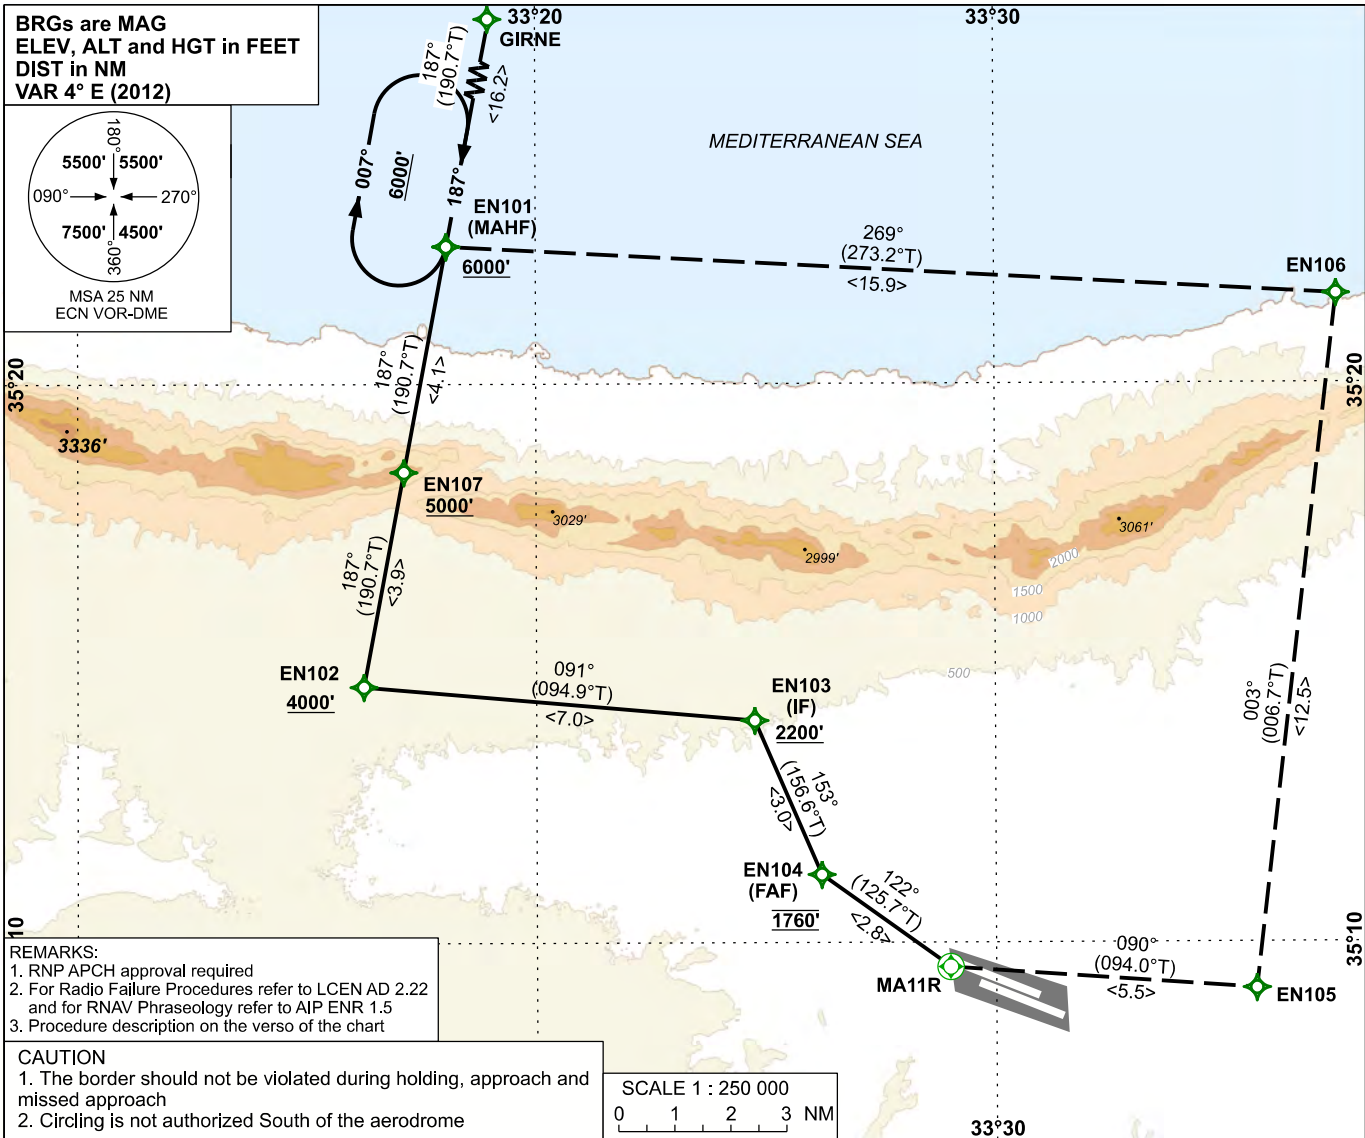 BRGs are MAG
ELEV, ALT and HGT in FEET
DIST in NM
VAR 4° E (2012)
180°
5500' 5500'
090° 270°
7500' 4500'
360°
MSA 25 NM
ECN VOR-DME
33°20
33°30
GIRNE
187°
(190.7°T)
<16.2>
007°
6000'
187°
MEDITERRANEAN SEA
EN101
(MAHF)
6000'
269°
(273.2°T)
<15.9>
EN106
35°20
35°20
187°
(190.7°T)
<4.1>
3336'
EN107
5000'
3029'
2999'
3061'
2000
1500
1000
500
187°
(190.7°T)
<3.9>
EN102
4000'
091°
(094.9°T)
<7.0>
EN103
(IF)
2200'
003°
(006.7°T)
<12.5>
153°
(156.6°T)
<3.0>
EN104
(FAF)
1760'
122°
(125.7°T)
<2.8>
MA11R
090°
(094.0°T)
<5.5>
EN105
10
35°10
REMARKS:
1. RNP APCH approval required
2. For Radio Failure Procedures refer to LCEN AD 2.22
and for RNAV Phraseology refer to AIP ENR 1.5
3. Procedure description on the verso of the chart
CAUTION
1. The border should not be violated during holding, approach and
missed approach
2. Circling is not authorized South of the aerodrome
SCALE 1 : 250 000
0 1 2 3 NM
33°30